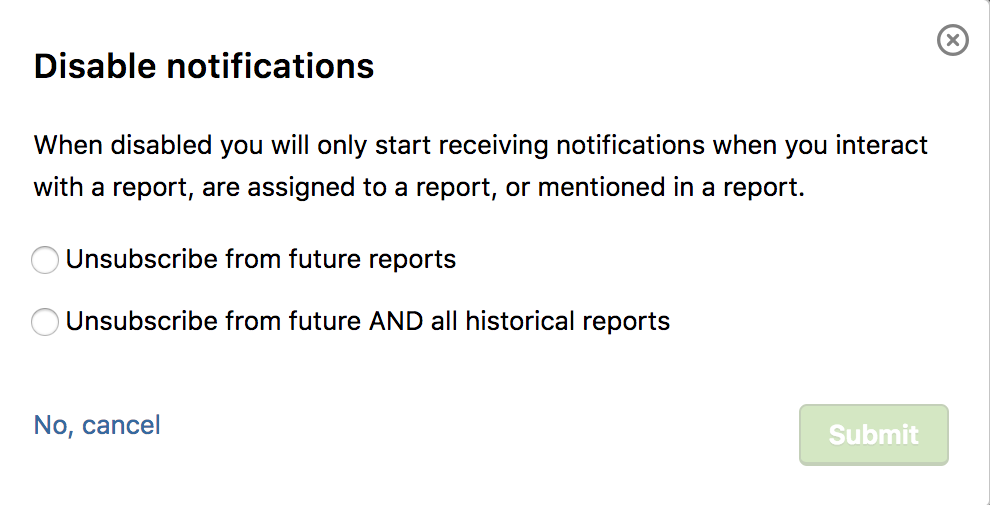 Disable notifications
When disabled you will only start receiving notifications when you interact
with a report, are assigned to a report, or mentioned in a report.
Unsubscribe from future reports
Unsubscribe from future AND all historical reports
No, cancel
Submit